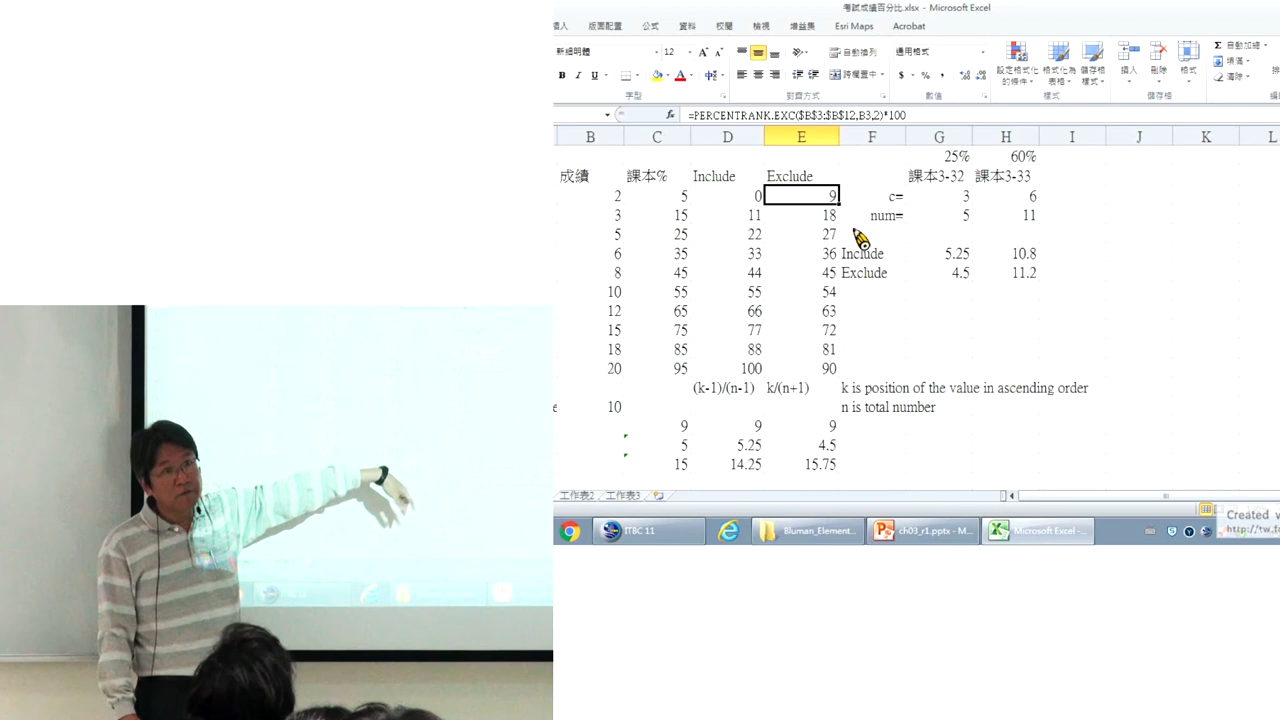 考試成績百分比.xlsx - Microsoft Excel
插入 版面配置 公式 資料 校閱 檢視 增益集 Esri Maps Acrobat
新細明體 12 A A 自動換列 通用格式 設定格式化的條件 格式化為表格 儲存格樣式 插入 刪除 格式 Σ 自動加總
填滿
B I U A 跨欄置中 $ % , 清除
字型 對齊方式 數值 樣式 儲存格
fx =PERCENTRANK.EXC($B$3:$B$12,B3,2)*100
B C D E F G H I J K L
25% 60%
成績 課本% Include Exclude 課本3-32 課本3-33
2 5 0 9 c= 3 6
3 15 11 18 num= 5 11
5 25 22 27
6 35 33 36 Include 5.25 10.8
8 45 44 45 Exclude 4.5 11.2
10 55 55 54
12 65 66 63
15 75 77 72
18 85 88 81
20 95 100 90
(k-1)/(n-1) k/(n+1) k is position of the value in ascending order
e 10 n is total number
9 9 9
5 5.25 4.5
15 14.25 15.75
工作表2 工作表3
ITBC 11 Bluman_Element... ch03_r1.pptx - M... Microsoft Excel -...
Created
http://tw.